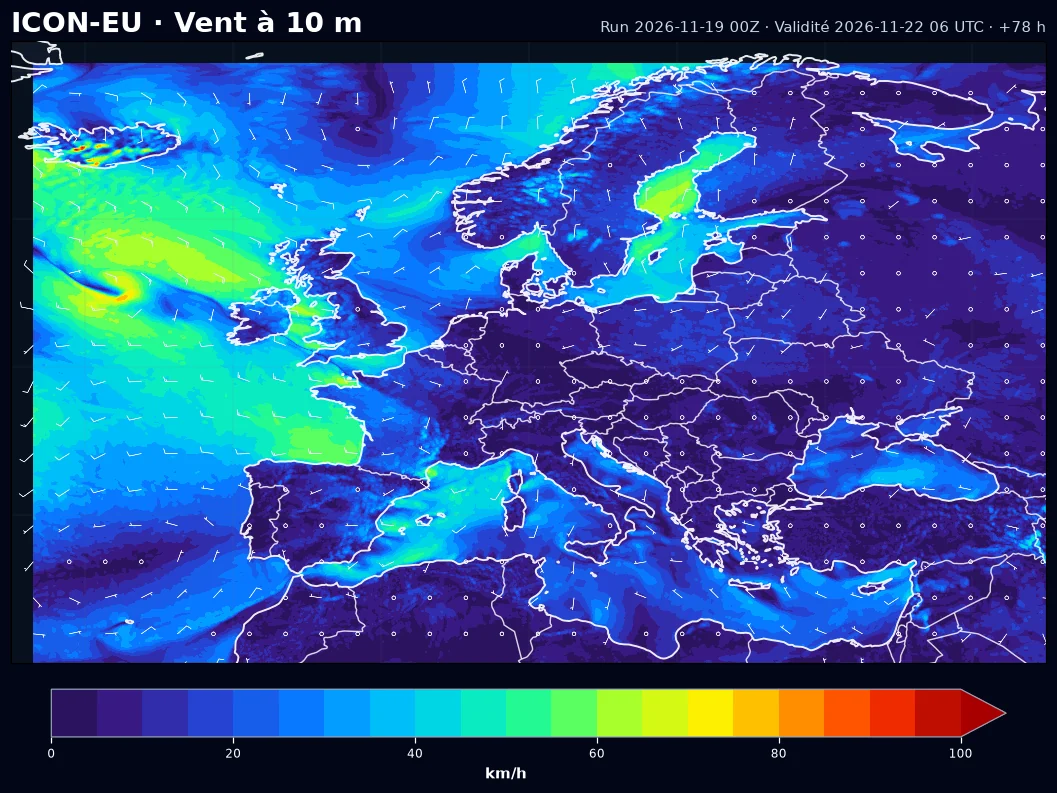 ICON-EU · Vent à 10 m
Run 2026-11-19 00Z · Validité 2026-11-22 06 UTC · +78 h
0 20 40 60 80 100
km/h